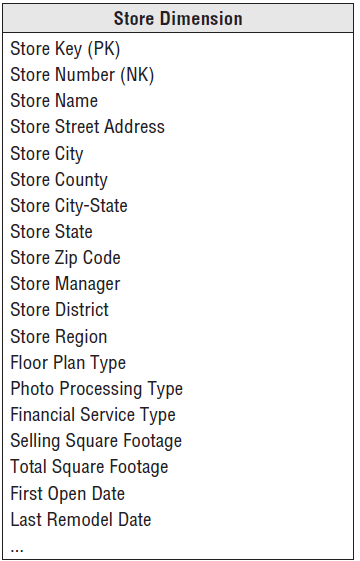 Store Dimension
Store Key (PK)
Store Number (NK)
Store Name
Store Street Address
Store City
Store County
Store City-State
Store State
Store Zip Code
Store Manager
Store District
Store Region
Floor Plan Type
Photo Processing Type
Financial Service Type
Selling Square Footage
Total Square Footage
First Open Date
Last Remodel Date
...